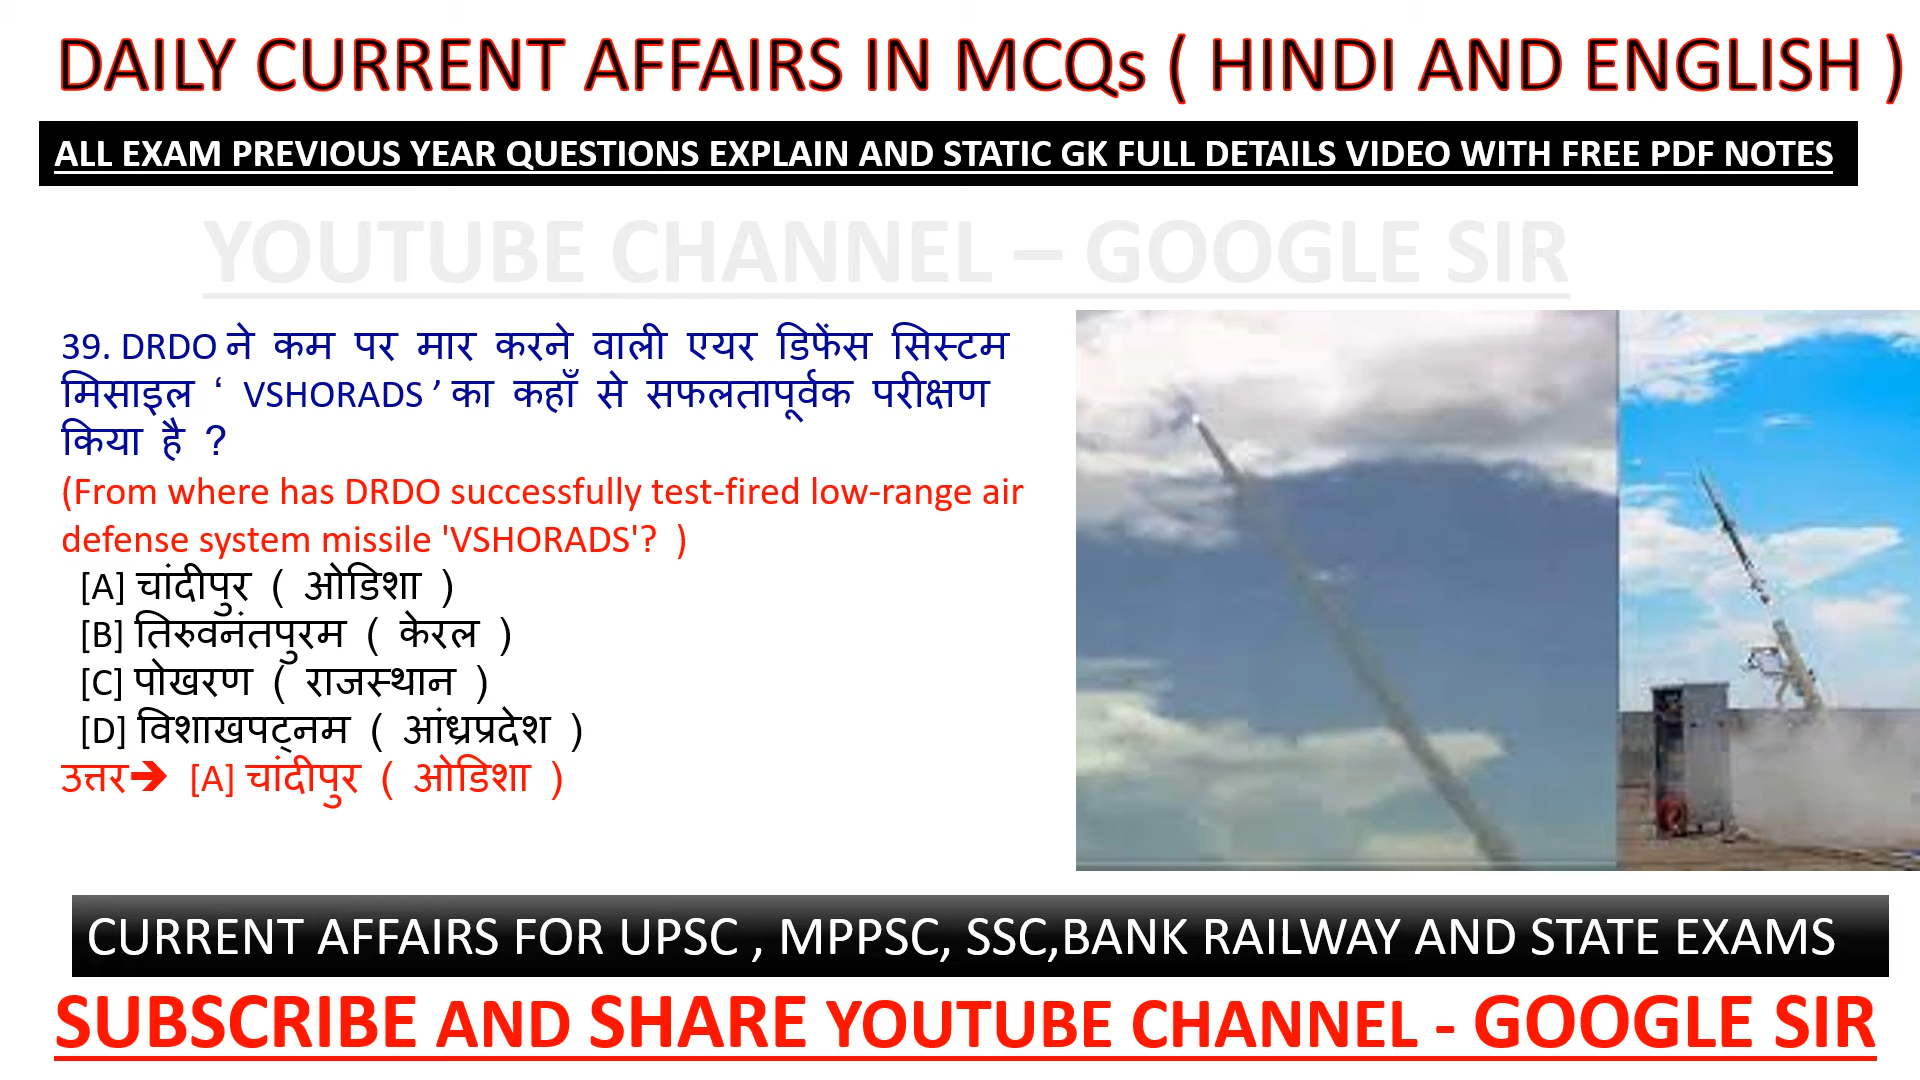 DAILY CURRENT AFFAIRS IN MCQs ( HINDI AND ENGLISH )
ALL EXAM PREVIOUS YEAR QUESTIONS EXPLAIN AND STATIC GK FULL DETAILS VIDEO WITH FREE PDF NOTES
YOUTUBE CHANNEL – GOOGLE SIR
39. DRDO ने कम पर मार करने वाली एयर डिफेंस सिस्टम
मिसाइल ‘ VSHORADS ’ का कहाँ से सफलतापूर्वक परीक्षण
किया है ?
(From where has DRDO successfully test-fired low-range air
defense system missile 'VSHORADS'? )
[A] चांदीपुर ( ओडिशा )
[B] तिरुवनंतपुरम ( केरल )
[C] पोखरण ( राजस्थान )
[D] विशाखपट्नम ( आंध्रप्रदेश )
उत्तर➔ [A] चांदीपुर ( ओडिशा )
CURRENT AFFAIRS FOR UPSC , MPPSC, SSC,BANK RAILWAY AND STATE EXAMS
SUBSCRIBE AND SHARE YOUTUBE CHANNEL - GOOGLE SIR